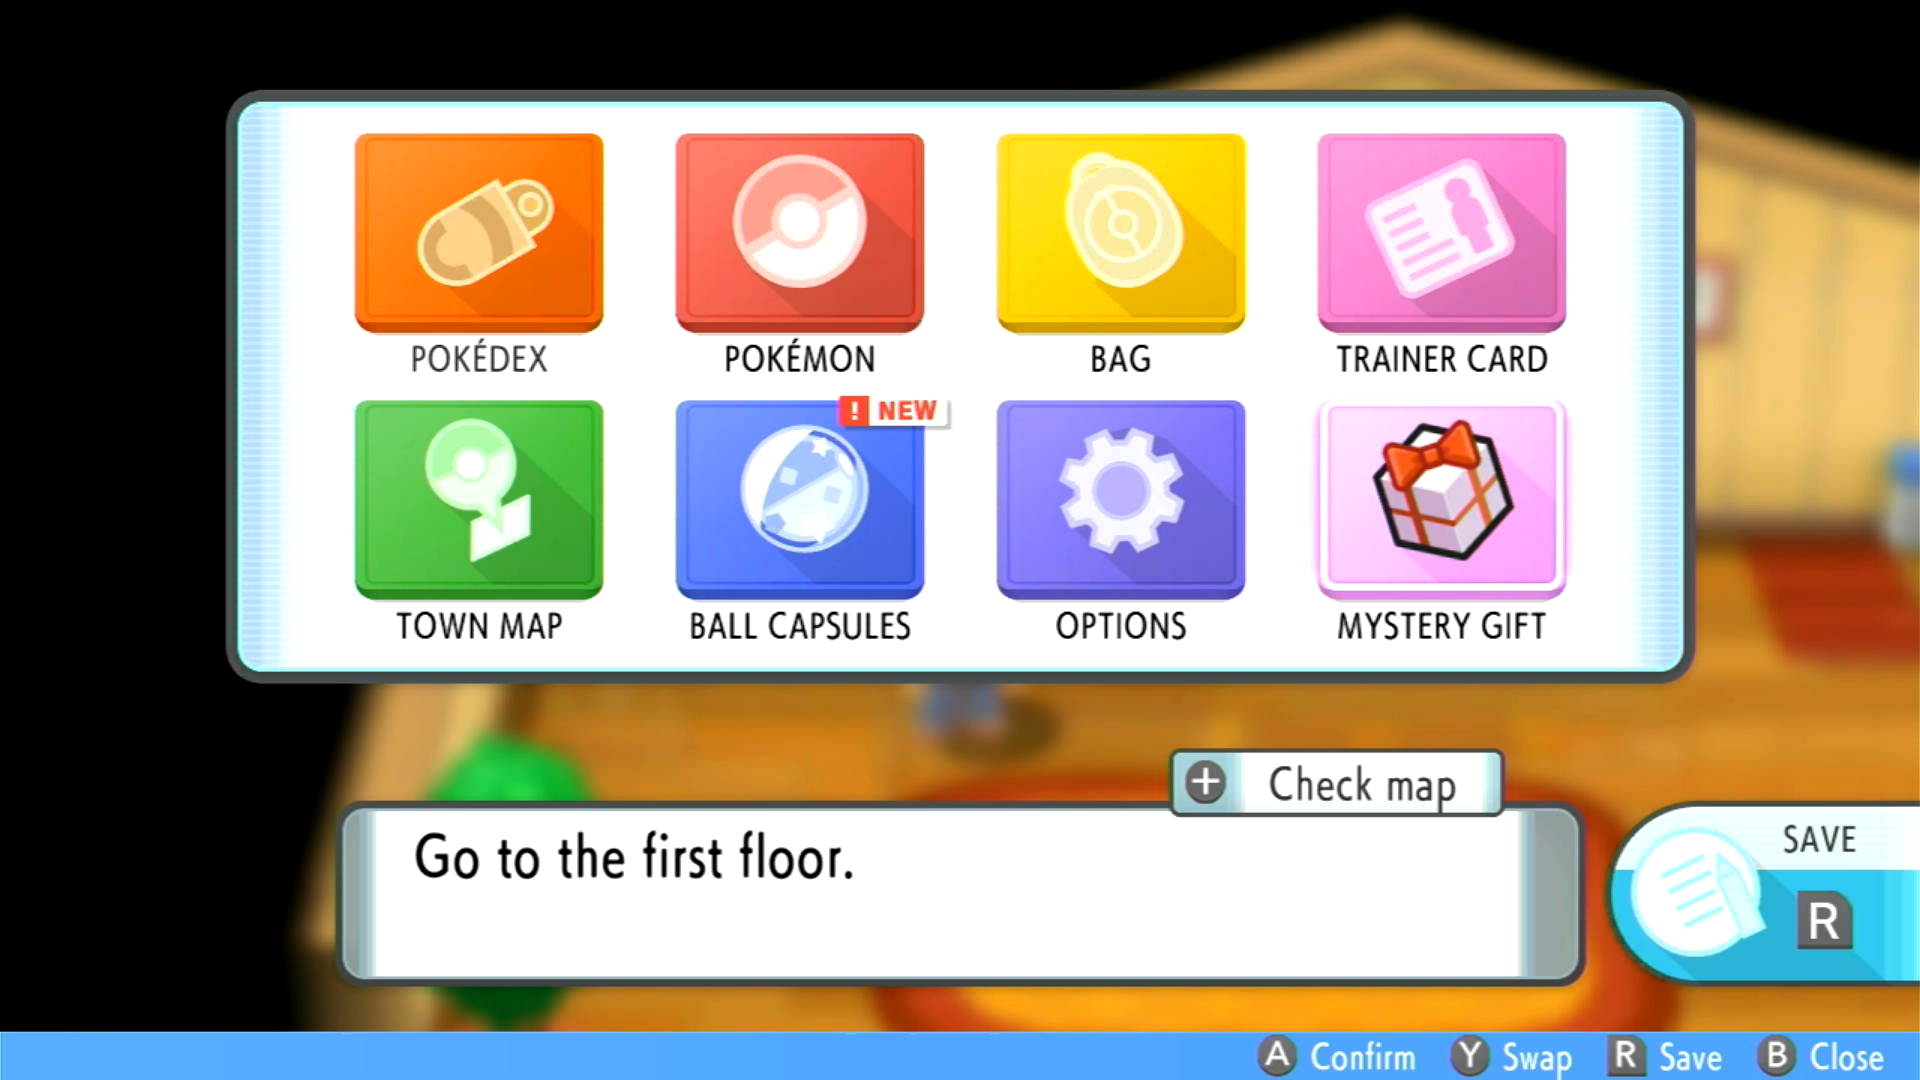 POKÉDEX
POKÉMON
BAG
TRAINER CARD
! NEW
TOWN MAP
BALL CAPSULES
OPTIONS
MYSTERY GIFT
+ Check map
Go to the first floor.
SAVE
R
A Confirm Y Swap R Save B Close